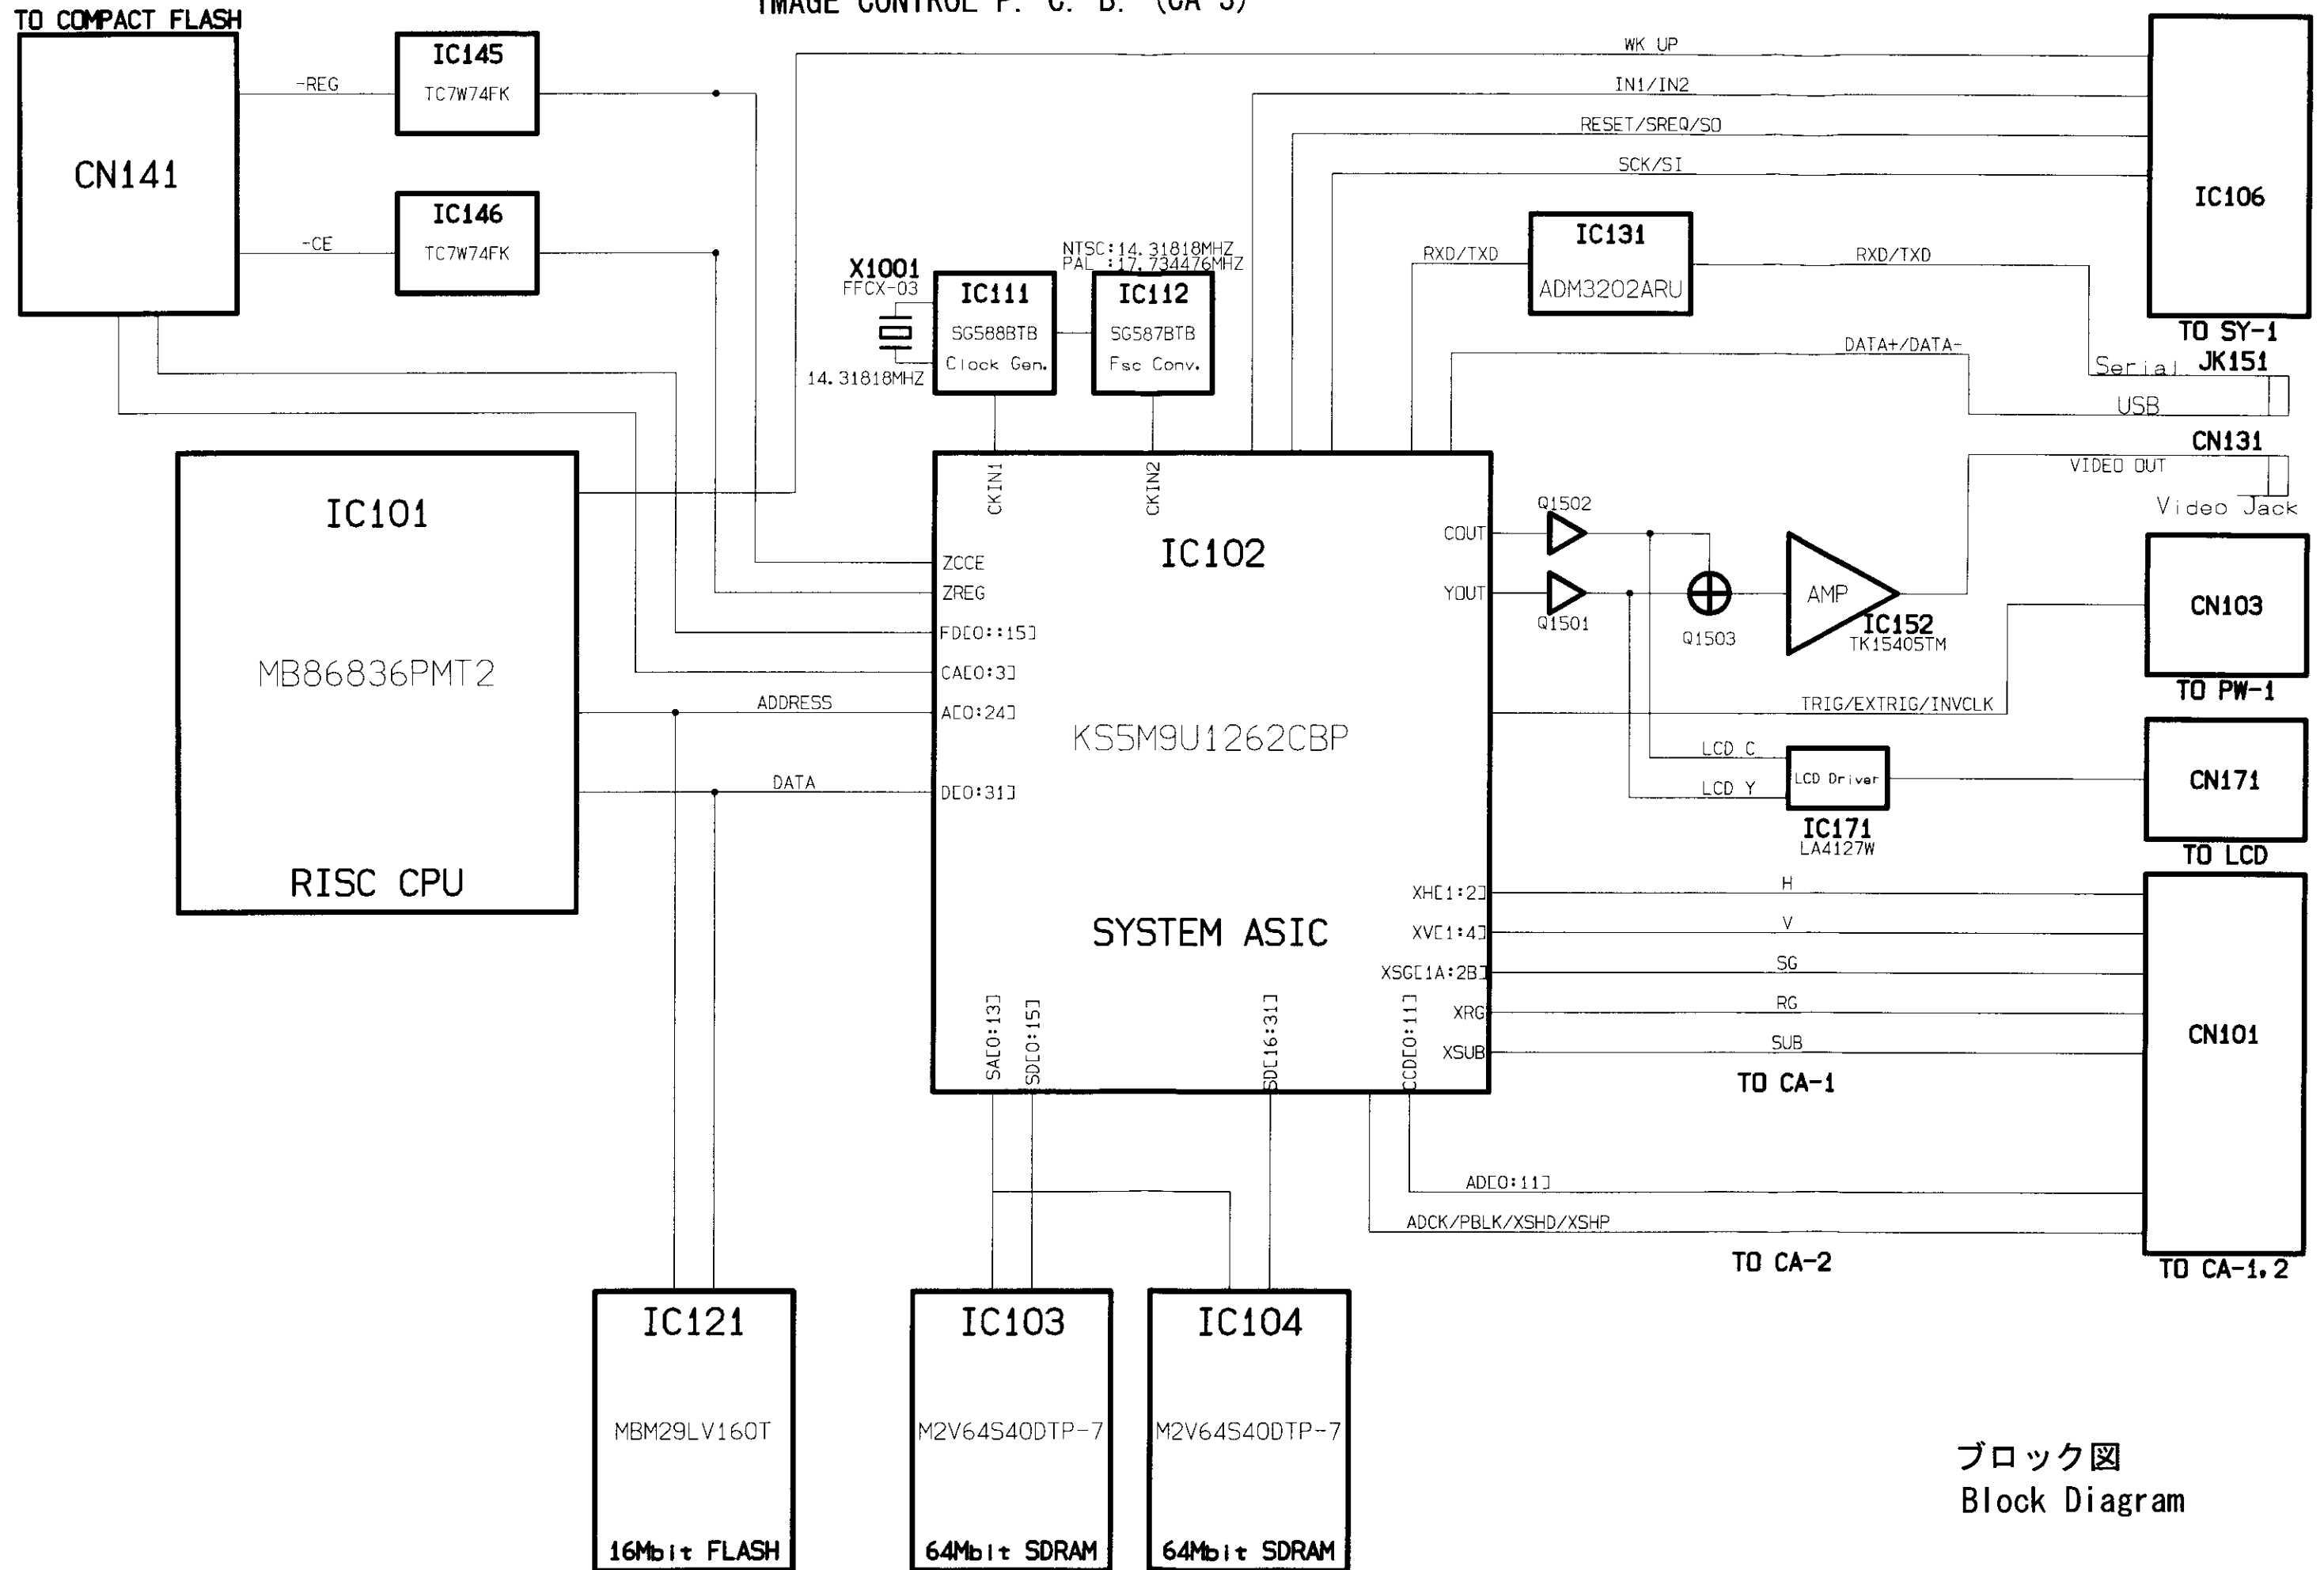 IMAGE CONTROL P. C. B. (CA 3)
TO COMPACT FLASH
CN141
-REG
IC145
TC7W74FK
-CE
IC146
TC7W74FK
WK UP
IN1/IN2
RESET/SREQ/SO
SCK/SI
IC106
TO SY-1
X1001
FFCX-03
14.31818MHZ
IC111
SG588BTB
Clock Gen.
NTSC:14.31818MHZ
PAL :17.734476MHZ
IC112
SG587BTB
Fsc Conv.
RXD/TXD
IC131
ADM3202ARU
RXD/TXD
DATA+/DATA-
Serial
JK151
USB
CN131
VIDEO OUT
Video Jack
IC101
MB86836PMT2
RISC CPU
ADDRESS
DATA
CKIN1
CKIN2
ZCCE
ZREG
FD[0::15]
CA[0:3]
A[0:24]
D[0:31]
IC102
KS5M9U1262CBP
SYSTEM ASIC
COUT
YOUT
XH[1:2]
XV[1:4]
XSG[1A:2B]
XRG
XSUB
SA[0:13]
SD[0:15]
SD[16:31]
CCD[0:11]
Q1502
Q1501
Q1503
AMP
IC152
TK15405TM
TRIG/EXTRIG/INVCLK
CN103
TO PW-1
LCD C
LCD Y
LCD Driver
IC171
LA4127W
CN171
TO LCD
H
V
SG
RG
SUB
TO CA-1
AD[0:11]
ADCK/PBLK/XSHD/XSHP
TO CA-2
CN101
TO CA-1,2
IC121
MBM29LV160T
16Mbit FLASH
IC103
M2V64S40DTP-7
64Mbit SDRAM
IC104
M2V64S40DTP-7
64Mbit SDRAM
ブロック図
Block Diagram